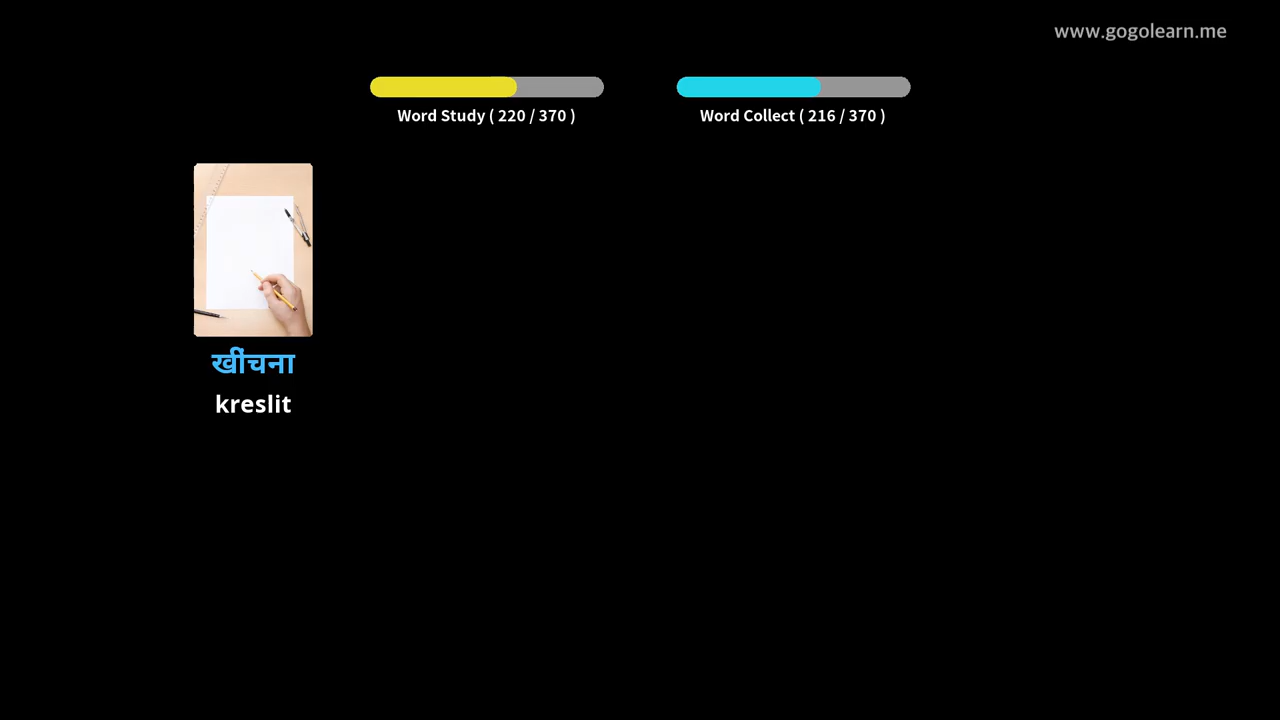 www.gogolearn.me
Word Study ( 220 / 370 )
Word Collect ( 216 / 370 )
खींचना
kreslit